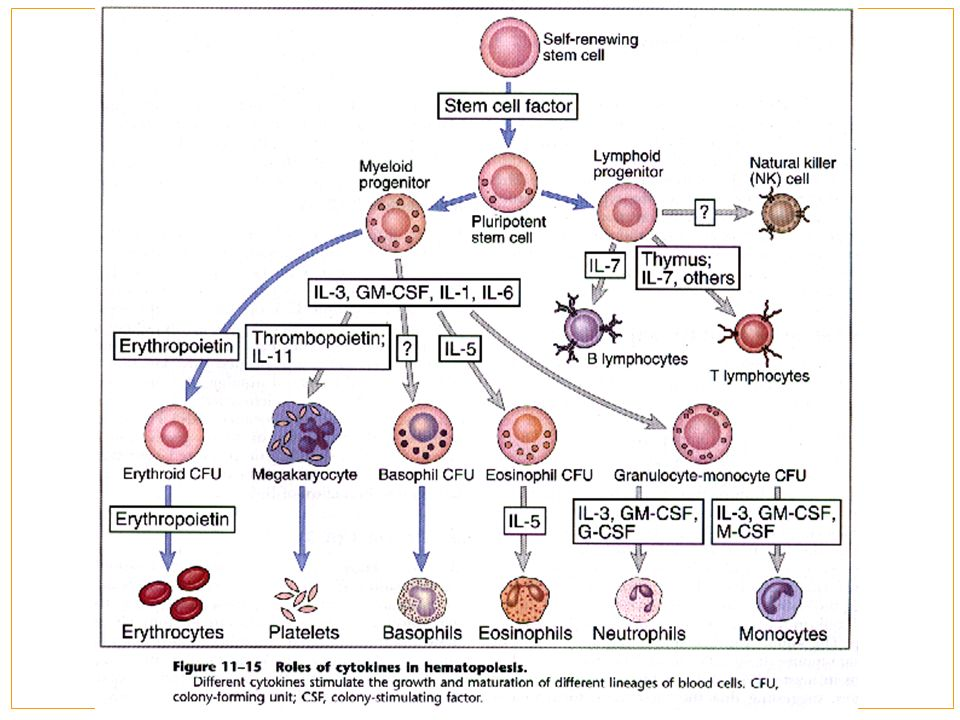 Self-renewing
stem cell
Stem cell factor
Myeloid
progenitor
Pluripotent
stem cell
Lymphoid
progenitor
?
Natural killer
(NK) cell
IL-7
Thymus;
IL-7, others
B lymphocytes
T lymphocytes
IL-3, GM-CSF, IL-1, IL-6
Erythropoietin
Thrombopoietin;
IL-11
?
IL-5
Erythroid CFU
Megakaryocyte
Basophil CFU
Eosinophil CFU
Granulocyte-monocyte CFU
Erythropoietin
IL-5
IL-3, GM-CSF,
G-CSF
IL-3, GM-CSF,
M-CSF
Erythrocytes
Platelets
Basophils
Eosinophils
Neutrophils
Monocytes
Figure 11–15 Roles of cytokines in hematopoiesis.
Different cytokines stimulate the growth and maturation of different lineages of blood cells. CFU,
colony-forming unit; CSF, colony-stimulating factor.